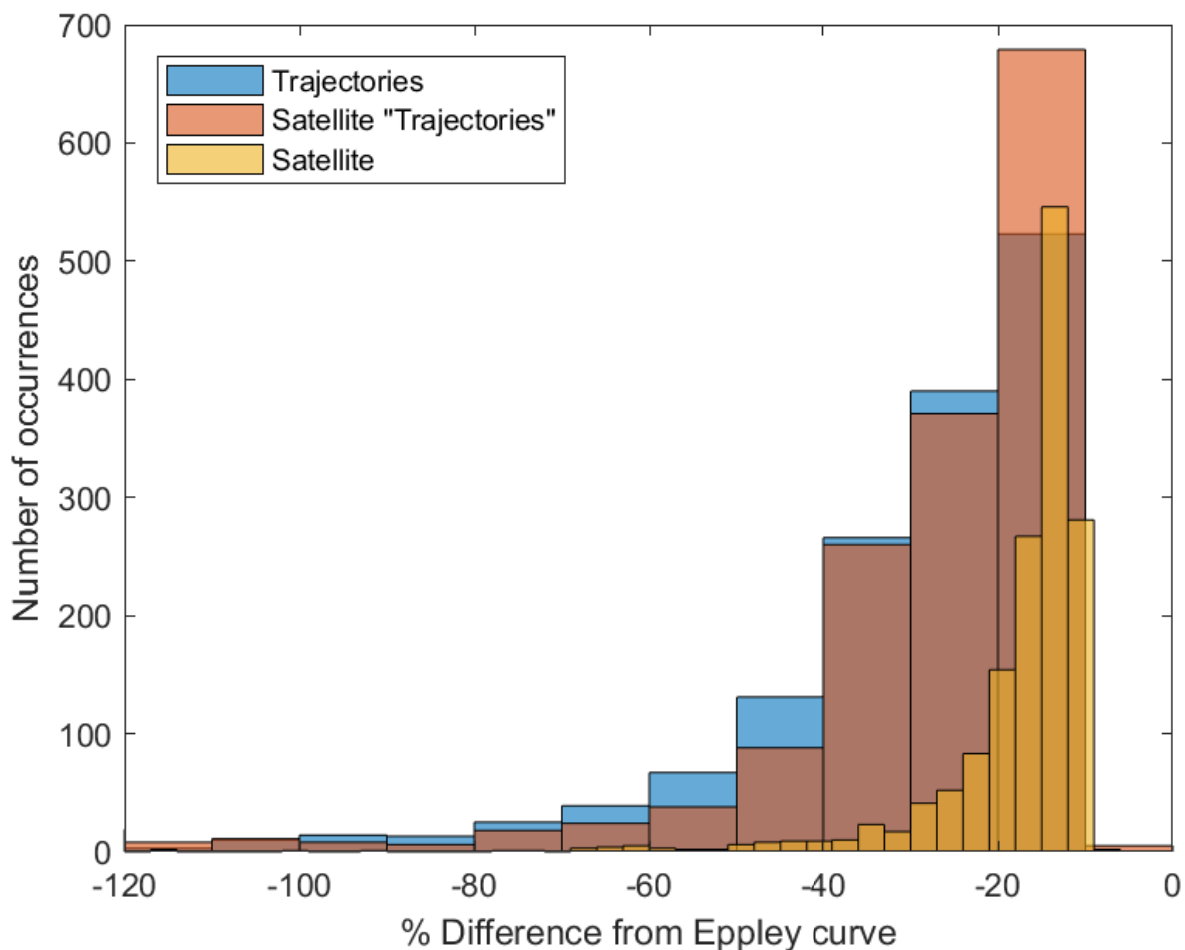 700
600
500
400
300
200
100
0
Number of occurrences
Trajectories
Satellite "Trajectories"
Satellite
-120 -100 -80 -60 -40 -20 0
% Difference from Eppley curve